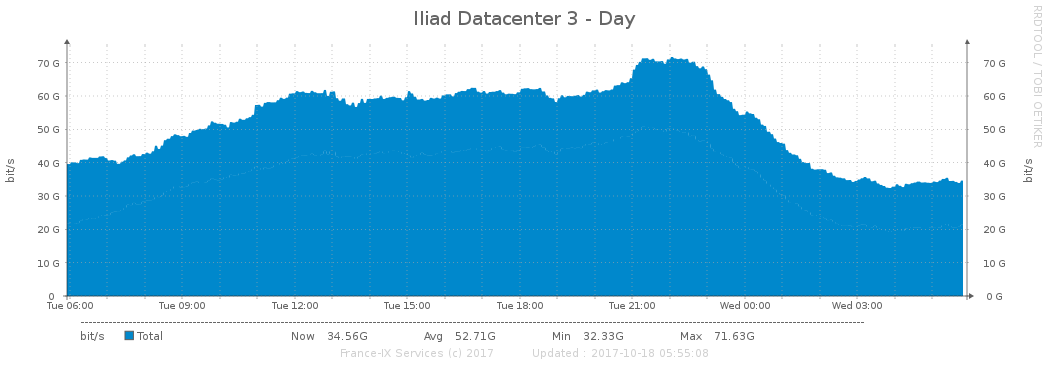 Iliad Datacenter 3 - Day
RRDTOOL / TOBI OETIKER
bit/s
70 G 70 G
60 G 60 G
50 G 50 G
40 G 40 G
30 G 30 G
20 G 20 G
10 G 10 G
0 0 G
bit/s
Tue 06:00 Tue 09:00 Tue 12:00 Tue 15:00 Tue 18:00 Tue 21:00 Wed 00:00 Wed 03:00
bit/s Total Now 34.56G Avg 52.71G Min 32.33G Max 71.63G
France-IX Services (c) 2017 Updated : 2017-10-18 05:55:08